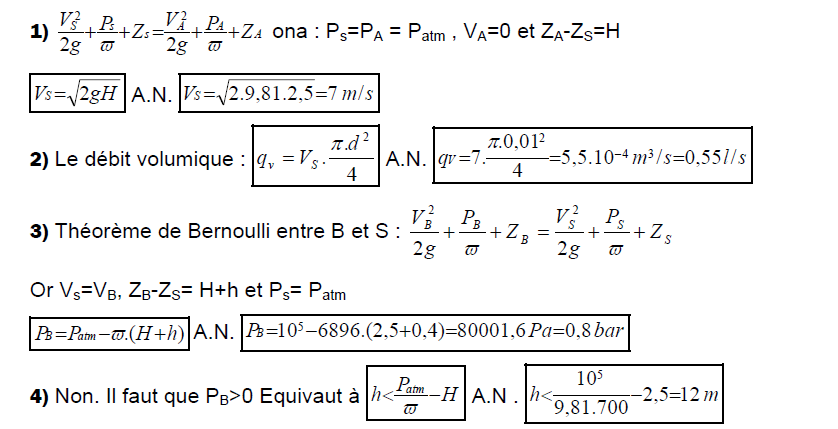 1) V_S²/2g + P_s/ϖ + Z_s = V_A²/2g + P_A/ϖ + Z_A ona : P_S=P_A = P_atm , V_A=0 et Z_A-Z_S=H
V_S=√2gH A.N. V_S=√2.9,81.2,5=7 m/s
2) Le débit volumique : q_v = V_S . π.d²/4 A.N. qv=7. π.0,01²/4 =5,5.10⁻⁴ m³/s=0,55l/s
3) Théorème de Bernoulli entre B et S : V_B²/2g + P_B/ϖ + Z_B = V_S²/2g + P_S/ϖ + Z_S
Or V_s=V_B, Z_B-Z_S= H+h et P_S= P_atm
P_B=P_atm−ϖ.(H+h) A.N. P_B=10⁵−6896.(2,5+0,4)=80001,6 Pa=0,8 bar
4) Non. Il faut que P_B>0 Equivaut à h< P_atm/ϖ −H A.N . h< 10⁵/9,81.700 −2,5=12 m